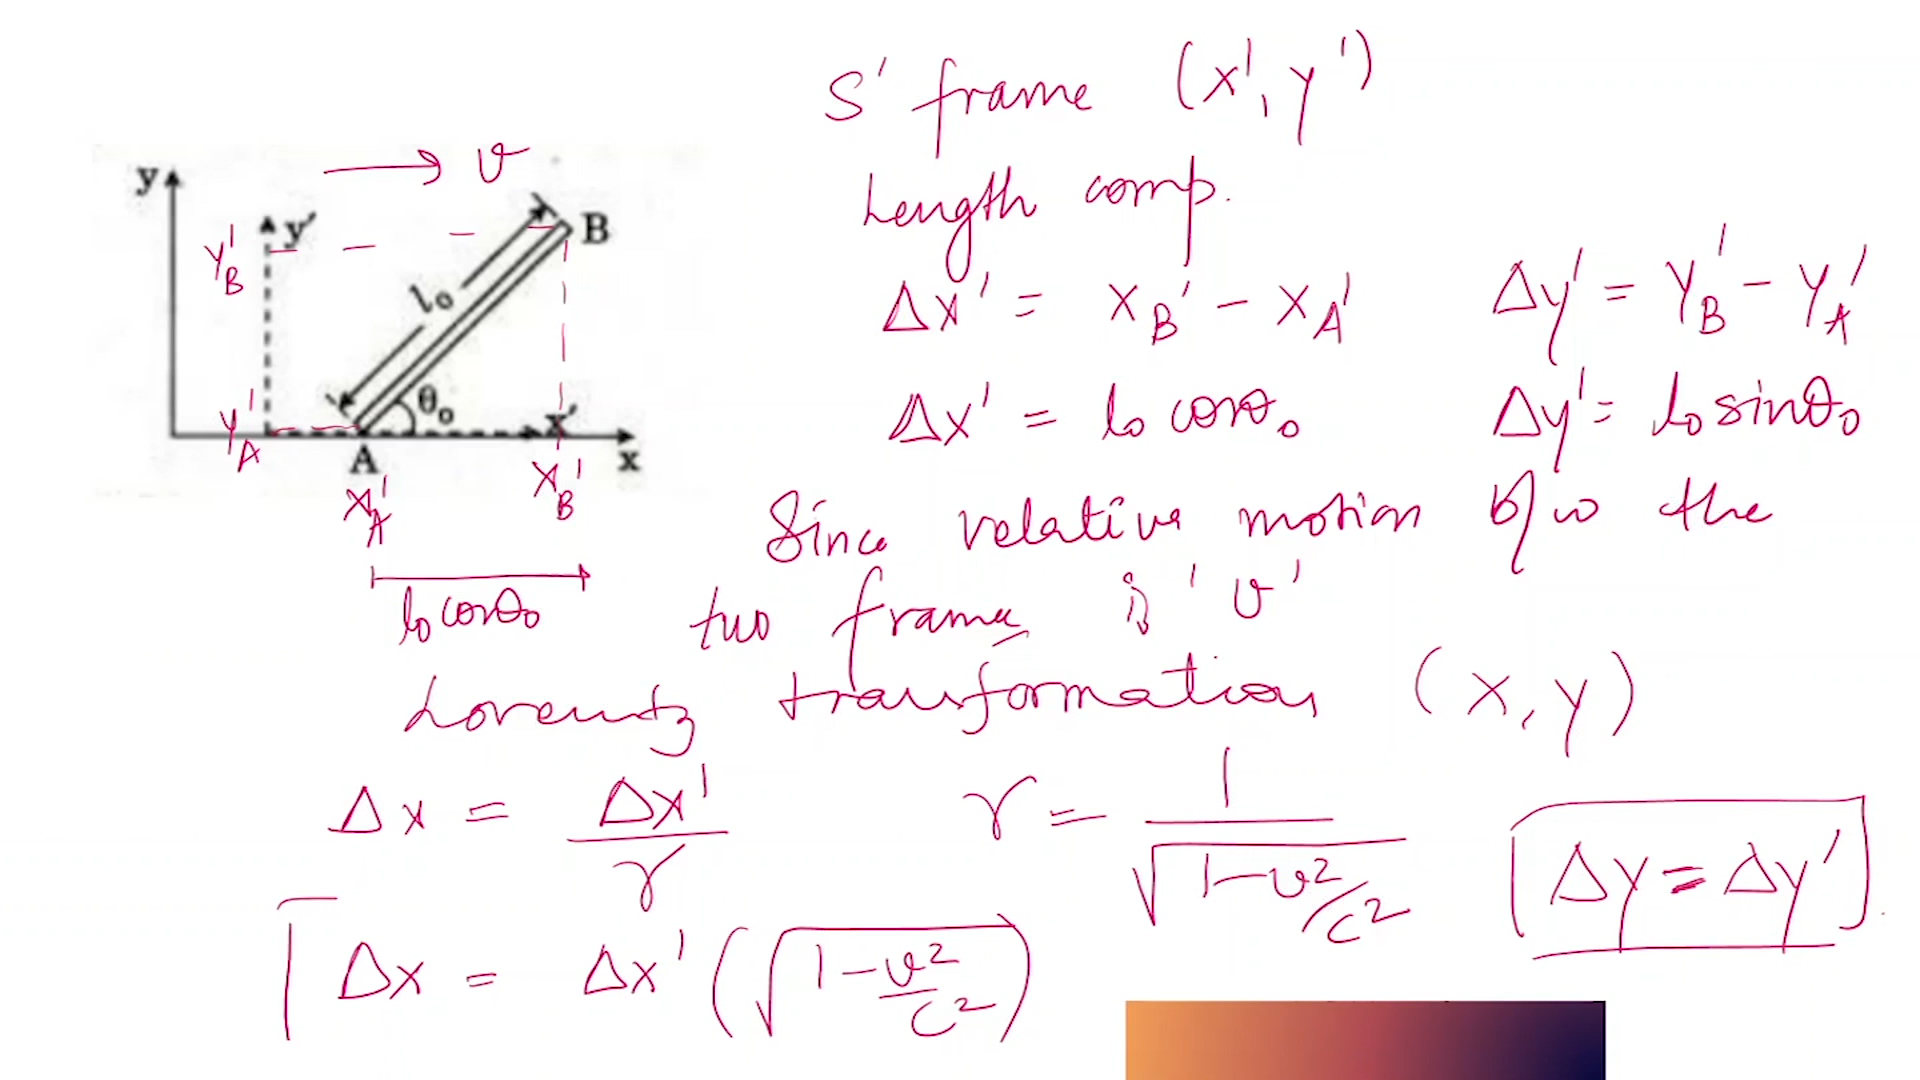 S' frame (x', y')
Length comp.
Δx' = x_B' - x_A'
Δy' = y_B' - y_A'
Δx' = l₀ cosθ₀
Δy' = l₀ sinθ₀
Since relative motion b/w the
two frame is 'v'
Lorentz transformation (x, y)
Δx = Δx'/γ
γ = 1/√(1-v²/c²)
[Δy = Δy']
Δx = Δx' (√(1-v²/c²))
→ v
y
y'
y_B'
B
l₀
θ₀
y_A'
x'
A
x
x_A'
x_B'
l₀ cosθ₀